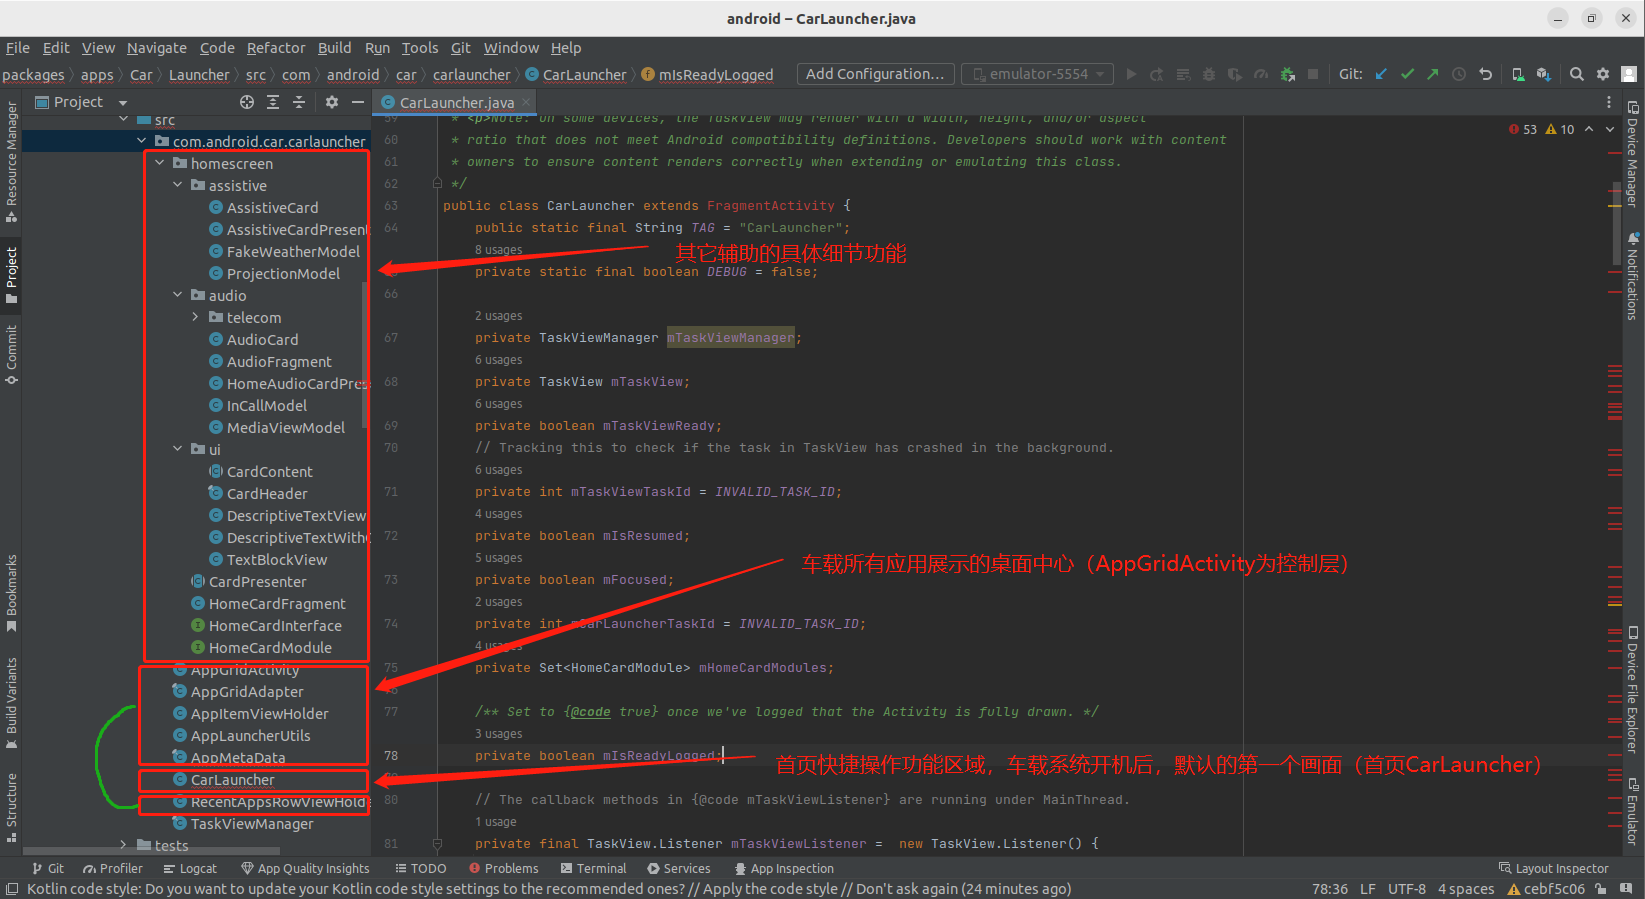 android – CarLauncher.java
File Edit View Navigate Code Refactor Build Run Tools Git Window Help
packages apps Car Launcher src com android car carlauncher CarLauncher mIsReadyLogged Add Configuration... emulator-5554 Git:
Project
CarLauncher.java
Resource Manager
Project
Commit
Bookmarks
Build Variants
Structure
src
com.android.car.carlauncher
homescreen
assistive
AssistiveCard
AssistiveCardPresent
FakeWeatherModel
ProjectionModel
audio
telecom
AudioCard
AudioFragment
HomeAudioCardPres
InCallModel
MediaViewModel
ui
CardContent
CardHeader
DescriptiveTextView
DescriptiveTextWith
TextBlockView
CardPresenter
HomeCardFragment
HomeCardInterface
HomeCardModule
AppGridActivity
AppGridAdapter
AppItemViewHolder
AppLauncherUtils
AppMetaData
CarLauncher
RecentAppsRowViewHolde
TaskViewManager
tests
53 10
59 * <p>Note: On some devices, the TaskView may render with a width, height, and/or aspect
60 * ratio that does not meet Android compatibility definitions. Developers should work with content
61 * owners to ensure content renders correctly when extending or emulating this class.
62 */
63 public class CarLauncher extends FragmentActivity {
64 public static final String TAG = "CarLauncher";
8 usages
其它辅助的具体细节功能
private static final boolean DEBUG = false;
66
2 usages
67 private TaskViewManager mTaskViewManager;
6 usages
68 private TaskView mTaskView;
6 usages
69 private boolean mTaskViewReady;
70 // Tracking this to check if the task in TaskView has crashed in the background.
6 usages
71 private int mTaskViewTaskId = INVALID_TASK_ID;
4 usages
72 private boolean mIsResumed;
5 usages
车载所有应用展示的桌面中心（AppGridActivity为控制层）
73 private boolean mFocused;
2 usages
74 private int mCarLauncherTaskId = INVALID_TASK_ID;
4 usages
75 private Set<HomeCardModule> mHomeCardModules;
77 /** Set to {@code true} once we've logged that the Activity is fully drawn. */
3 usages
78 private boolean mIsReadyLogged;
首页快捷操作功能区域，车载系统开机后，默认的第一个画面（首页CarLauncher）
80 // The callback methods in {@code mTaskViewListener} are running under MainThread.
1 usage
81 private final TaskView.Listener mTaskViewListener = new TaskView.Listener() {
Device Manager
Notifications
Device File Explorer
Emulator
Git Profiler Logcat App Quality Insights TODO Problems Terminal Services App Inspection Layout Inspector
Kotlin code style: Do you want to update your Kotlin code style settings to the recommended ones? // Apply the code style // Don't ask again (24 minutes ago) 78:36 LF UTF-8 4 spaces cebf5c06